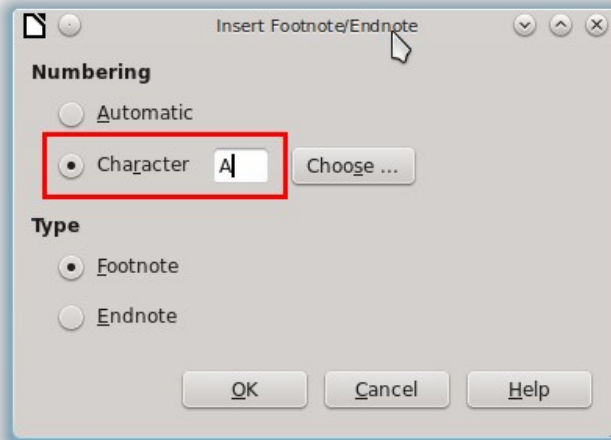 Insert Footnote/Endnote
Numbering
Automatic
Character A Choose ...
Type
Footnote
Endnote
OK Cancel Help